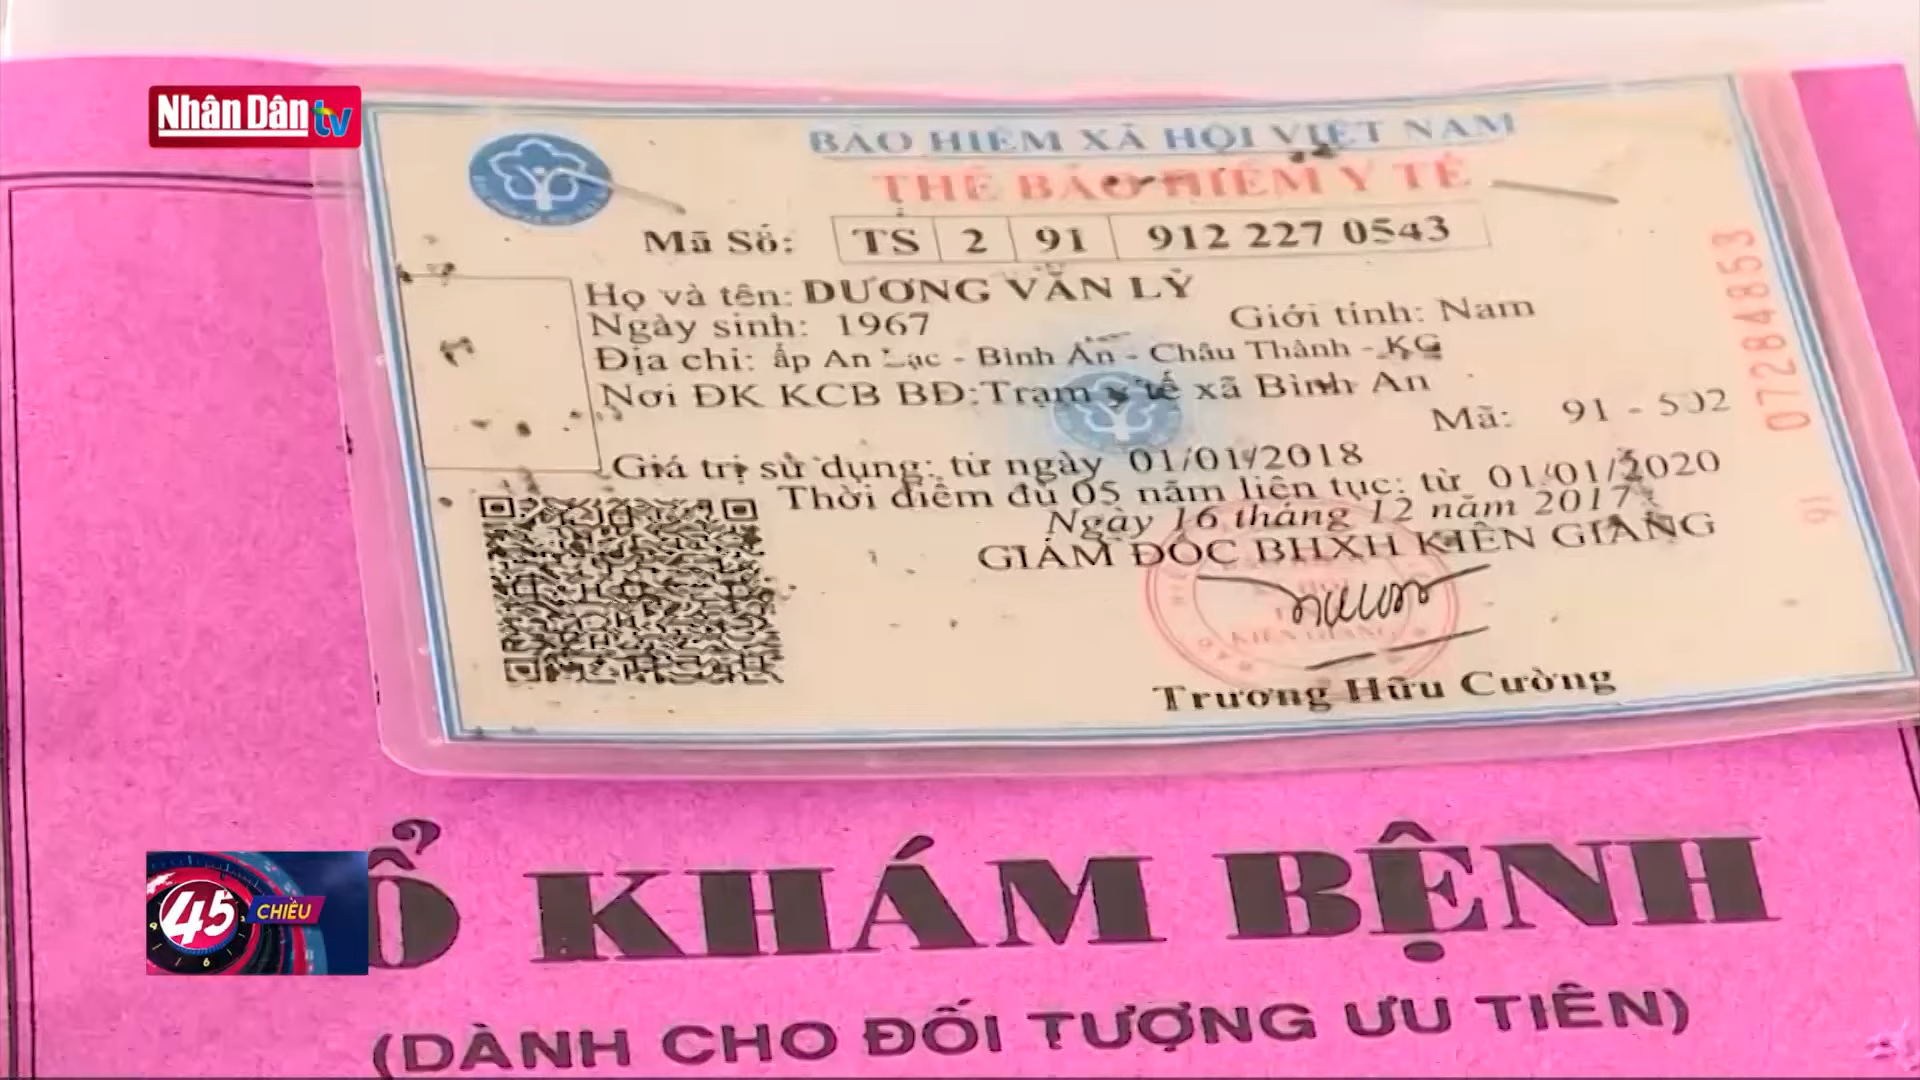 Nhân Dân tv
BẢO HIỂM XÃ HỘI VIỆT NAM
THẺ BẢO HIỂM Y TẾ
Mã Số: TS 2 91 912 227 0543
Họ và tên: DƯƠNG VĂN LÝ
Ngày sinh: 1967 Giới tính: Nam
Địa chỉ: ấp An Lạc - Bình An - Châu Thành - KG
Nơi ĐK KCB BĐ: Trạm y tế xã Bình An
Mã: 91 - 502
Giá trị sử dụng: từ ngày 01/01/2018
Thời điểm đủ 05 năm liên tục: từ 01/01/2020
Ngày 16 tháng 12 năm 2017
GIÁM ĐỐC BHXH KIÊN GIANG
KIÊN GIANG
Trương Hữu Cường
07284853
91
45 CHIỀU
Ổ KHÁM BỆNH
(DÀNH CHO ĐỐI TƯỢNG ƯU TIÊN)